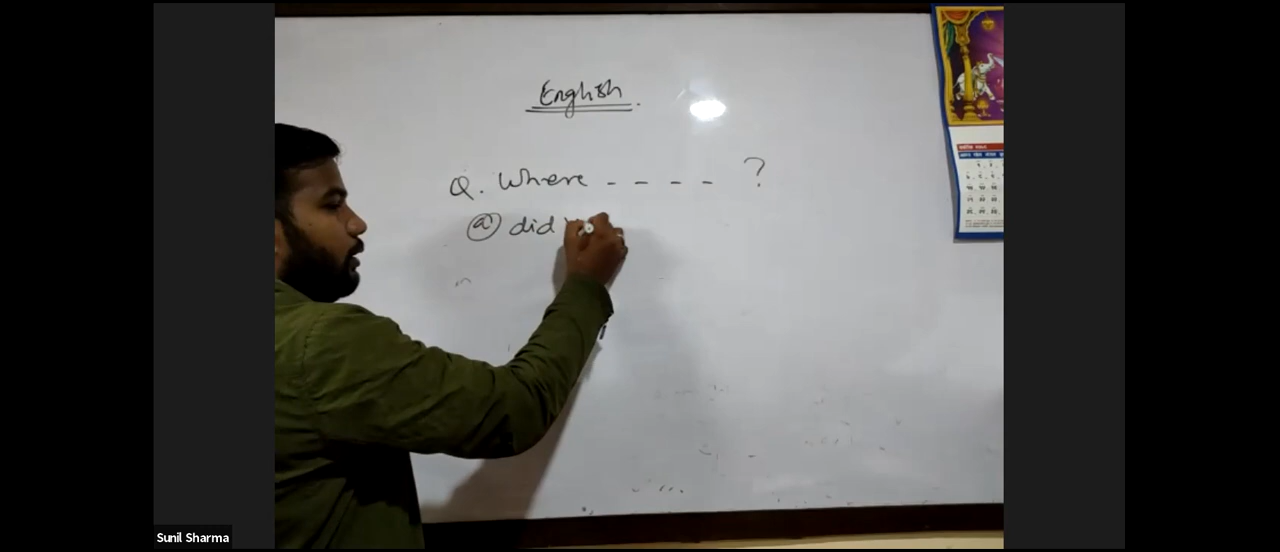 English.
Q. Where - - - - ?
(a) did
Sunil Sharma